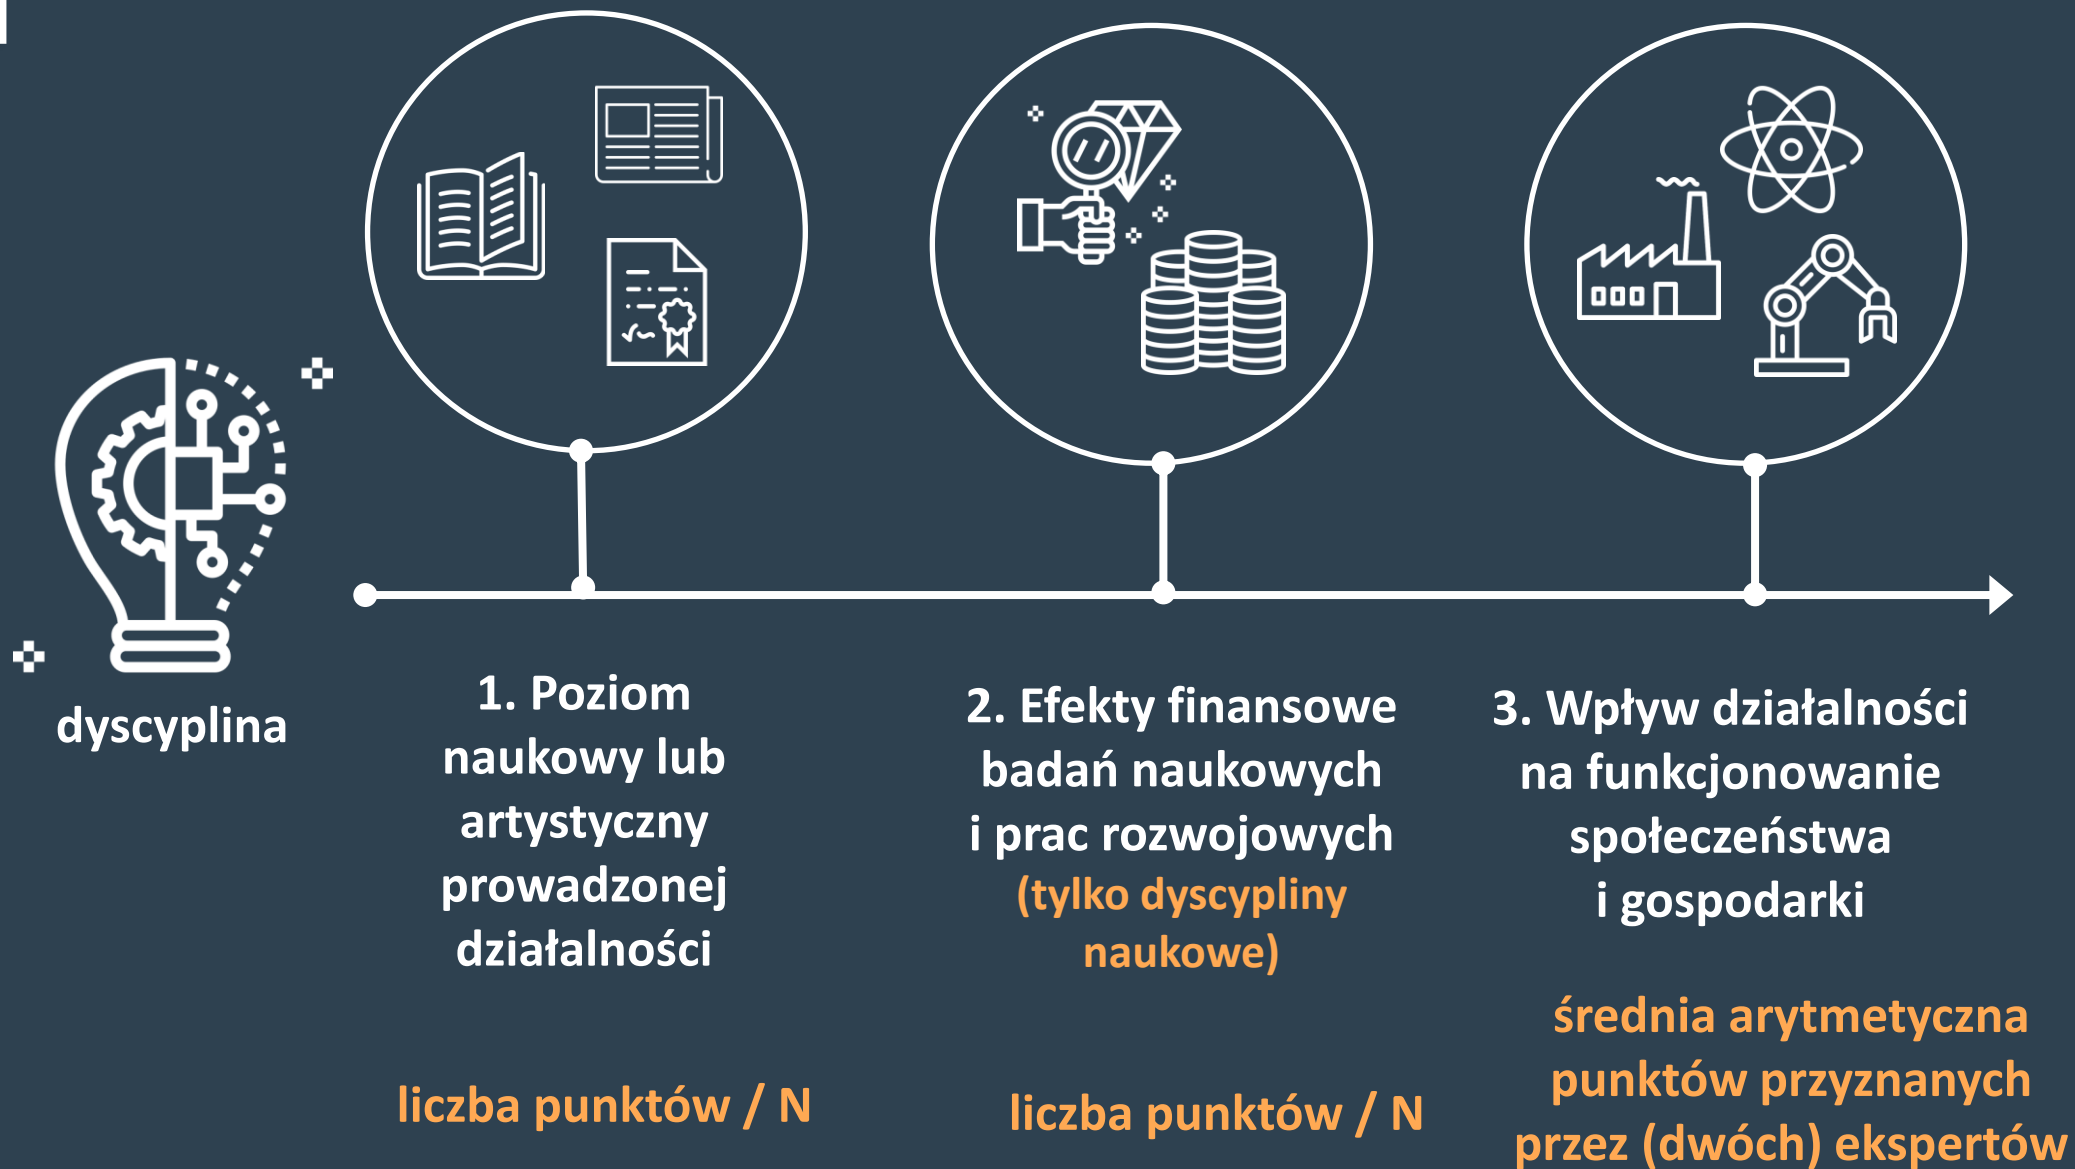 dyscyplina
1. Poziom
naukowy lub
artystyczny
prowadzonej
działalności
liczba punktów / N
2. Efekty finansowe
badań naukowych
i prac rozwojowych
(tylko dyscypliny
naukowe)
liczba punktów / N
3. Wpływ działalności
na funkcjonowanie
społeczeństwa
i gospodarki
średnia arytmetyczna
punktów przyznanych
przez (dwóch) ekspertów